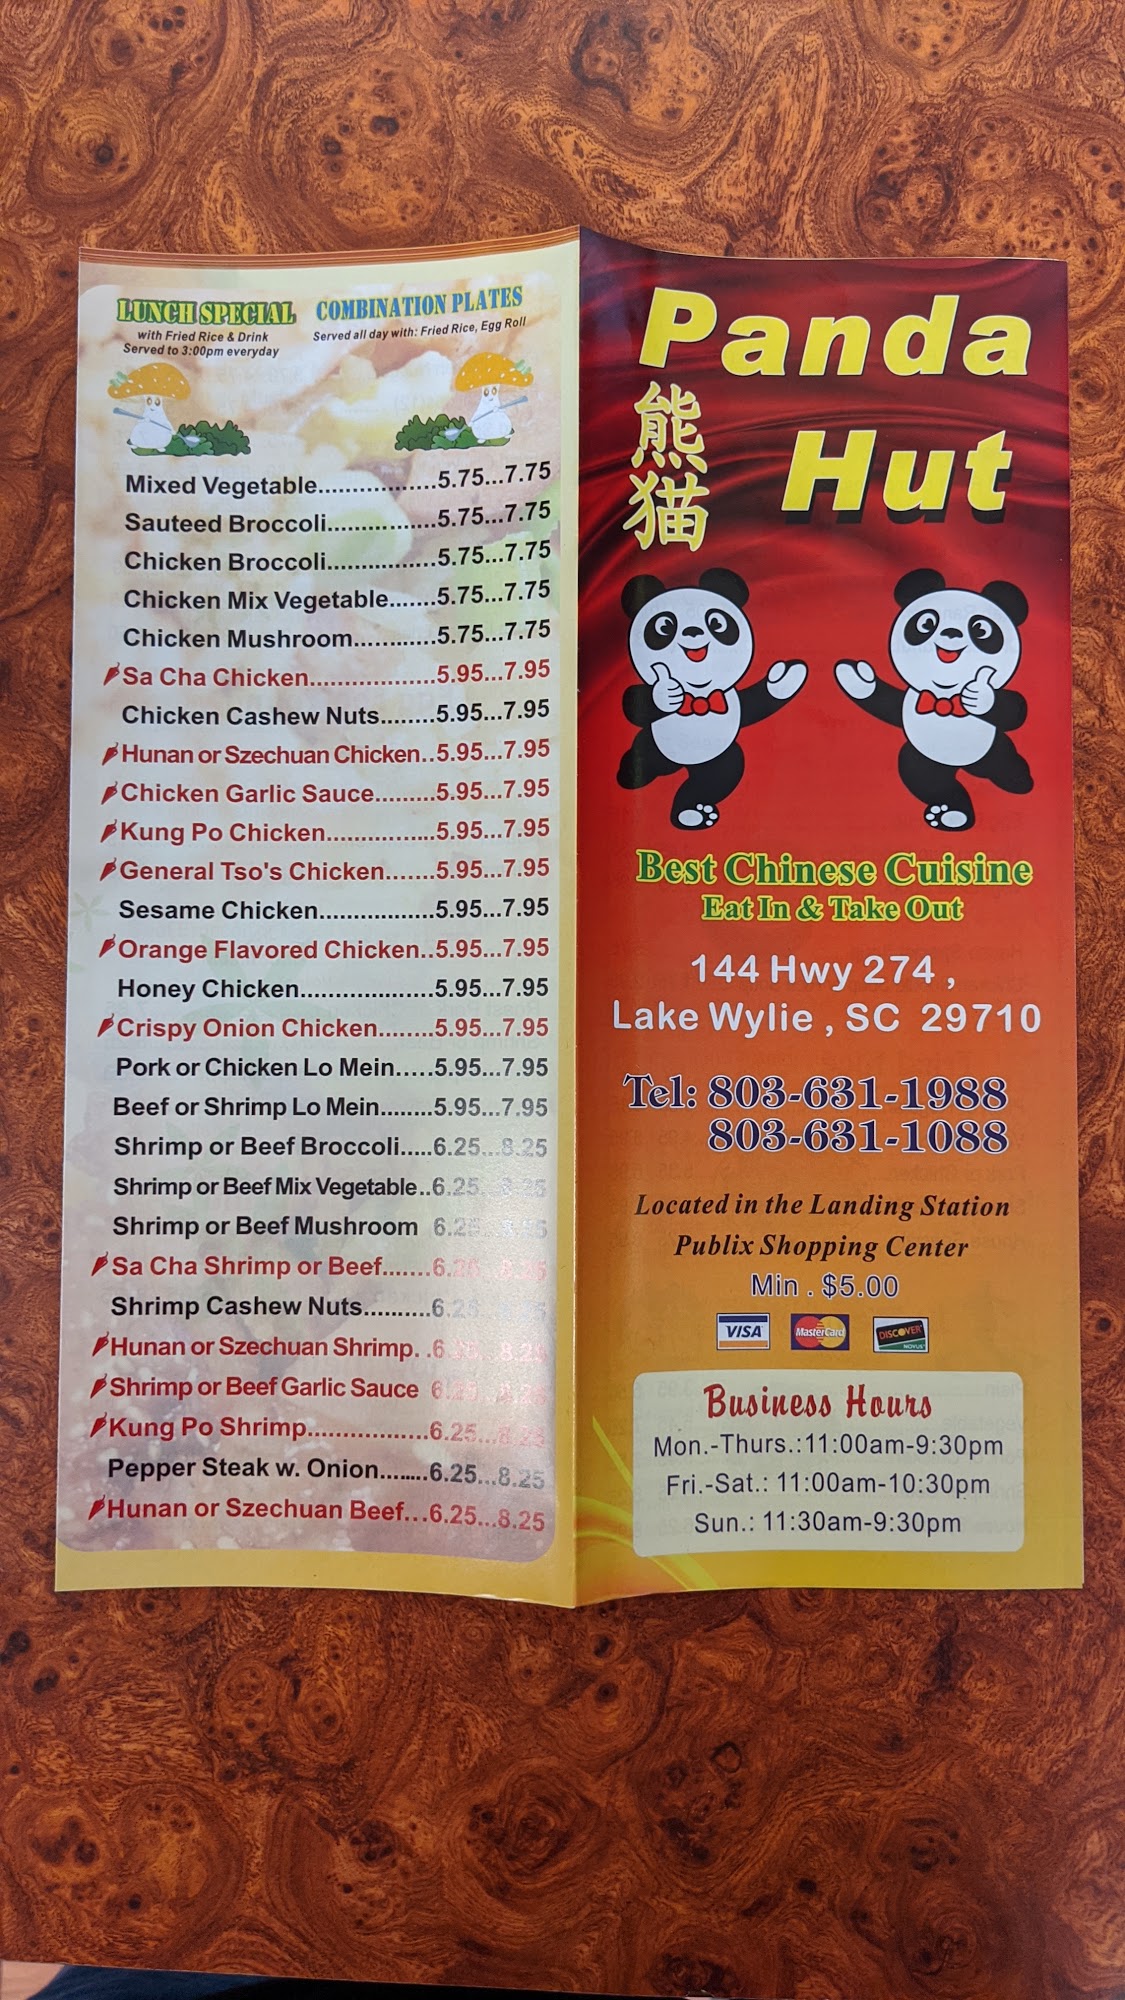 LUNCH SPECIAL
with Fried Rice & Drink
Served to 3:00pm everyday
COMBINATION PLATES
Served all day with: Fried Rice, Egg Roll
Mixed Vegetable..................5.75...7.75
Sauteed Broccoli................5.75...7.75
Chicken Broccoli................5.75...7.75
Chicken Mix Vegetable.......5.75...7.75
Chicken Mushroom............5.75...7.75
Sa Cha Chicken..................5.95...7.95
Chicken Cashew Nuts........5.95...7.95
Hunan or Szechuan Chicken..5.95...7.95
Chicken Garlic Sauce.........5.95...7.95
Kung Po Chicken................5.95...7.95
General Tso's Chicken.......5.95...7.95
Sesame Chicken.................5.95...7.95
Orange Flavored Chicken..5.95...7.95
Honey Chicken....................5.95...7.95
Crispy Onion Chicken........5.95...7.95
Pork or Chicken Lo Mein.....5.95...7.95
Beef or Shrimp Lo Mein........5.95...7.95
Shrimp or Beef Broccoli.....6.25...8.25
Shrimp or Beef Mix Vegetable..6.25
Shrimp or Beef Mushroom 6.25
Sa Cha Shrimp or Beef.......
Shrimp Cashew Nuts..........6.25
Hunan or Szechuan Shrimp.
Shrimp or Beef Garlic Sauce
Kung Po Shrimp..................6.25...8.25
Pepper Steak w. Onion........6.25...8.25
Hunan or Szechuan Beef...6.25...8.25
Panda
Hut
熊猫
Best Chinese Cuisine
Eat In & Take Out
144 Hwy 274 ,
Lake Wylie , SC 29710
Tel: 803-631-1988
803-631-1088
Located in the Landing Station
Publix Shopping Center
Min . $5.00
VISA MasterCard DISCOVER
NOVUS
Business Hours
Mon.-Thurs.:11:00am-9:30pm
Fri.-Sat.: 11:00am-10:30pm
Sun.: 11:30am-9:30pm